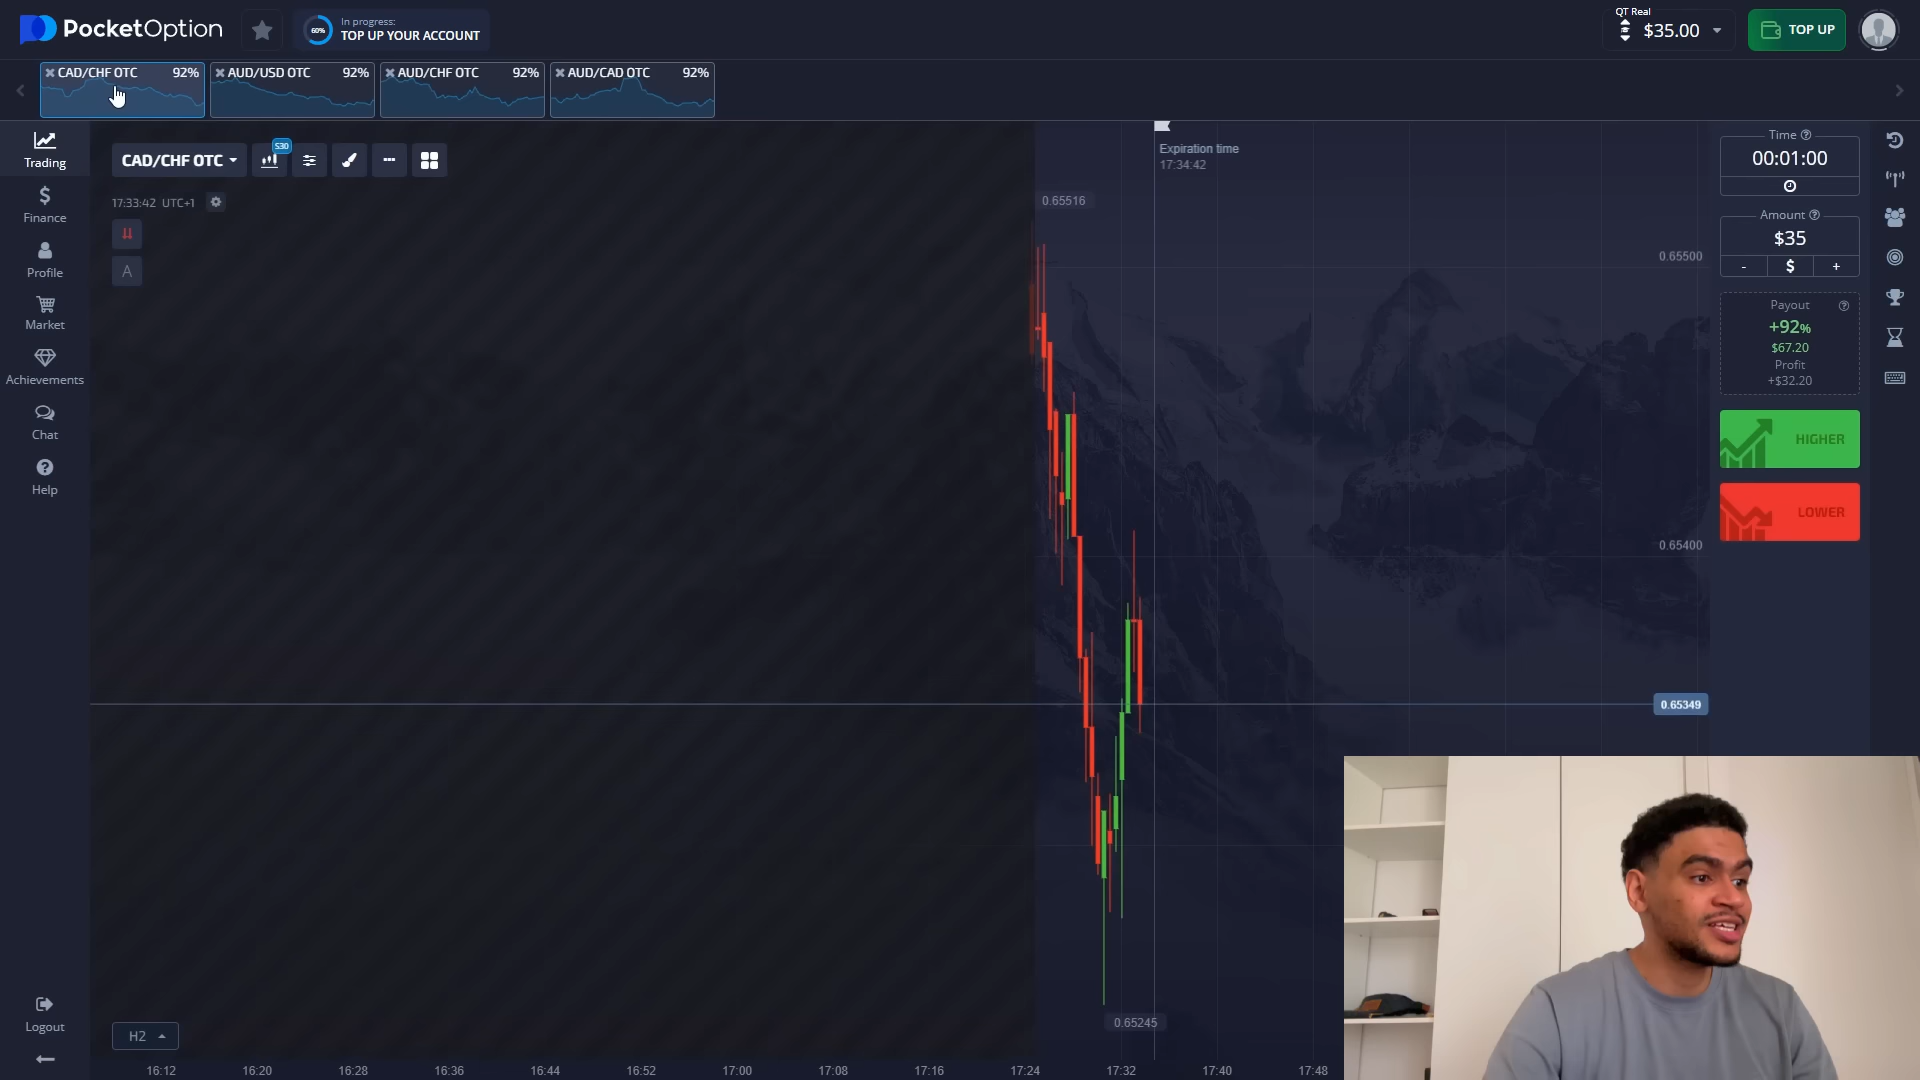 PocketOption
60%
In progress:
TOP UP YOUR ACCOUNT
QT Real
$35.00
TOP UP
CAD/CHF OTC 92%
AUD/USD OTC 92%
AUD/CHF OTC 92%
AUD/CAD OTC 92%
Trading
Finance
Profile
Market
Achievements
Chat
Help
Logout
CAD/CHF OTC
S30
17:33:42 UTC+1
A
Expiration time
17:34:42
0.65516
0.65500
0.65400
0.65349
0.65245
H2
16:12
16:20
16:28
16:36
16:44
16:52
17:00
17:08
17:16
17:24
17:32
17:40
17:48
Time
00:01:00
Amount
$35
- $ +
Payout
+92%
$67.20
Profit
+$32.20
HIGHER
LOWER